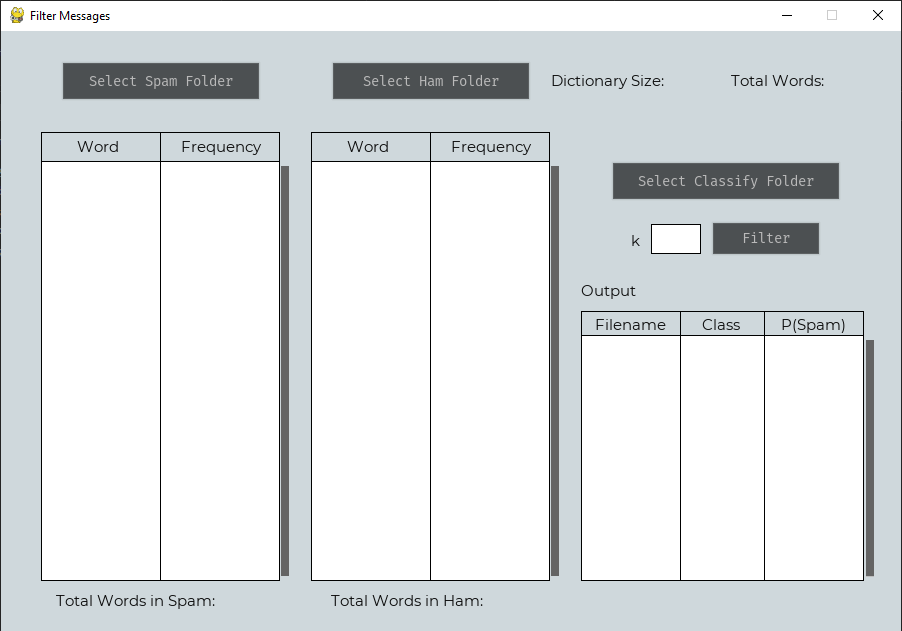 Filter Messages
Select Spam Folder
Select Ham Folder
Dictionary Size:
Total Words:
Word Frequency
Word Frequency
Select Classify Folder
k
Filter
Output
Filename Class P(Spam)
Total Words in Spam:
Total Words in Ham: